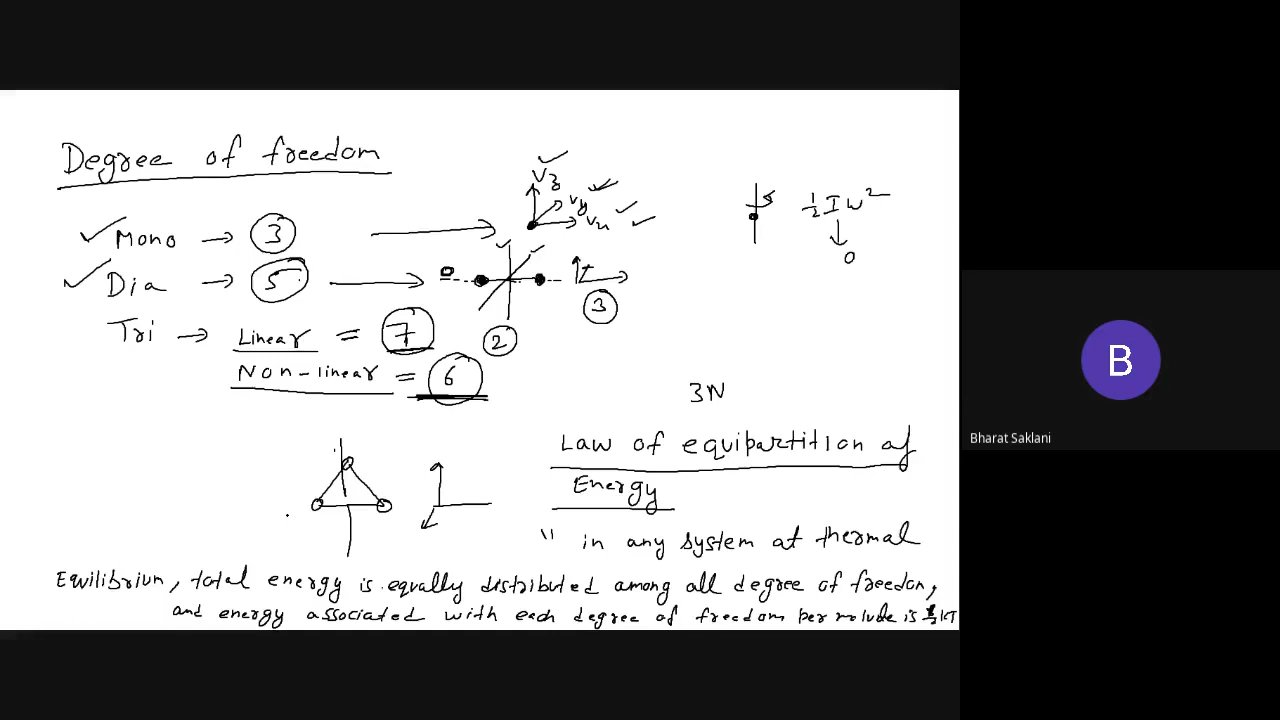 Degree of freedom
Mono → 3
Vz
Vy
Vx
1/2 I ω²
0
Dia → 5
0
3
Tri → Linear = 7
2
Non-linear = 6
3N
Law of equipartition of
Energy
" in any system at thermal
Equilibrium, total energy is equally distributed among all degree of freedom,
and energy associated with each degree of freedom per molule is 1/2 KT
B
Bharat Saklani